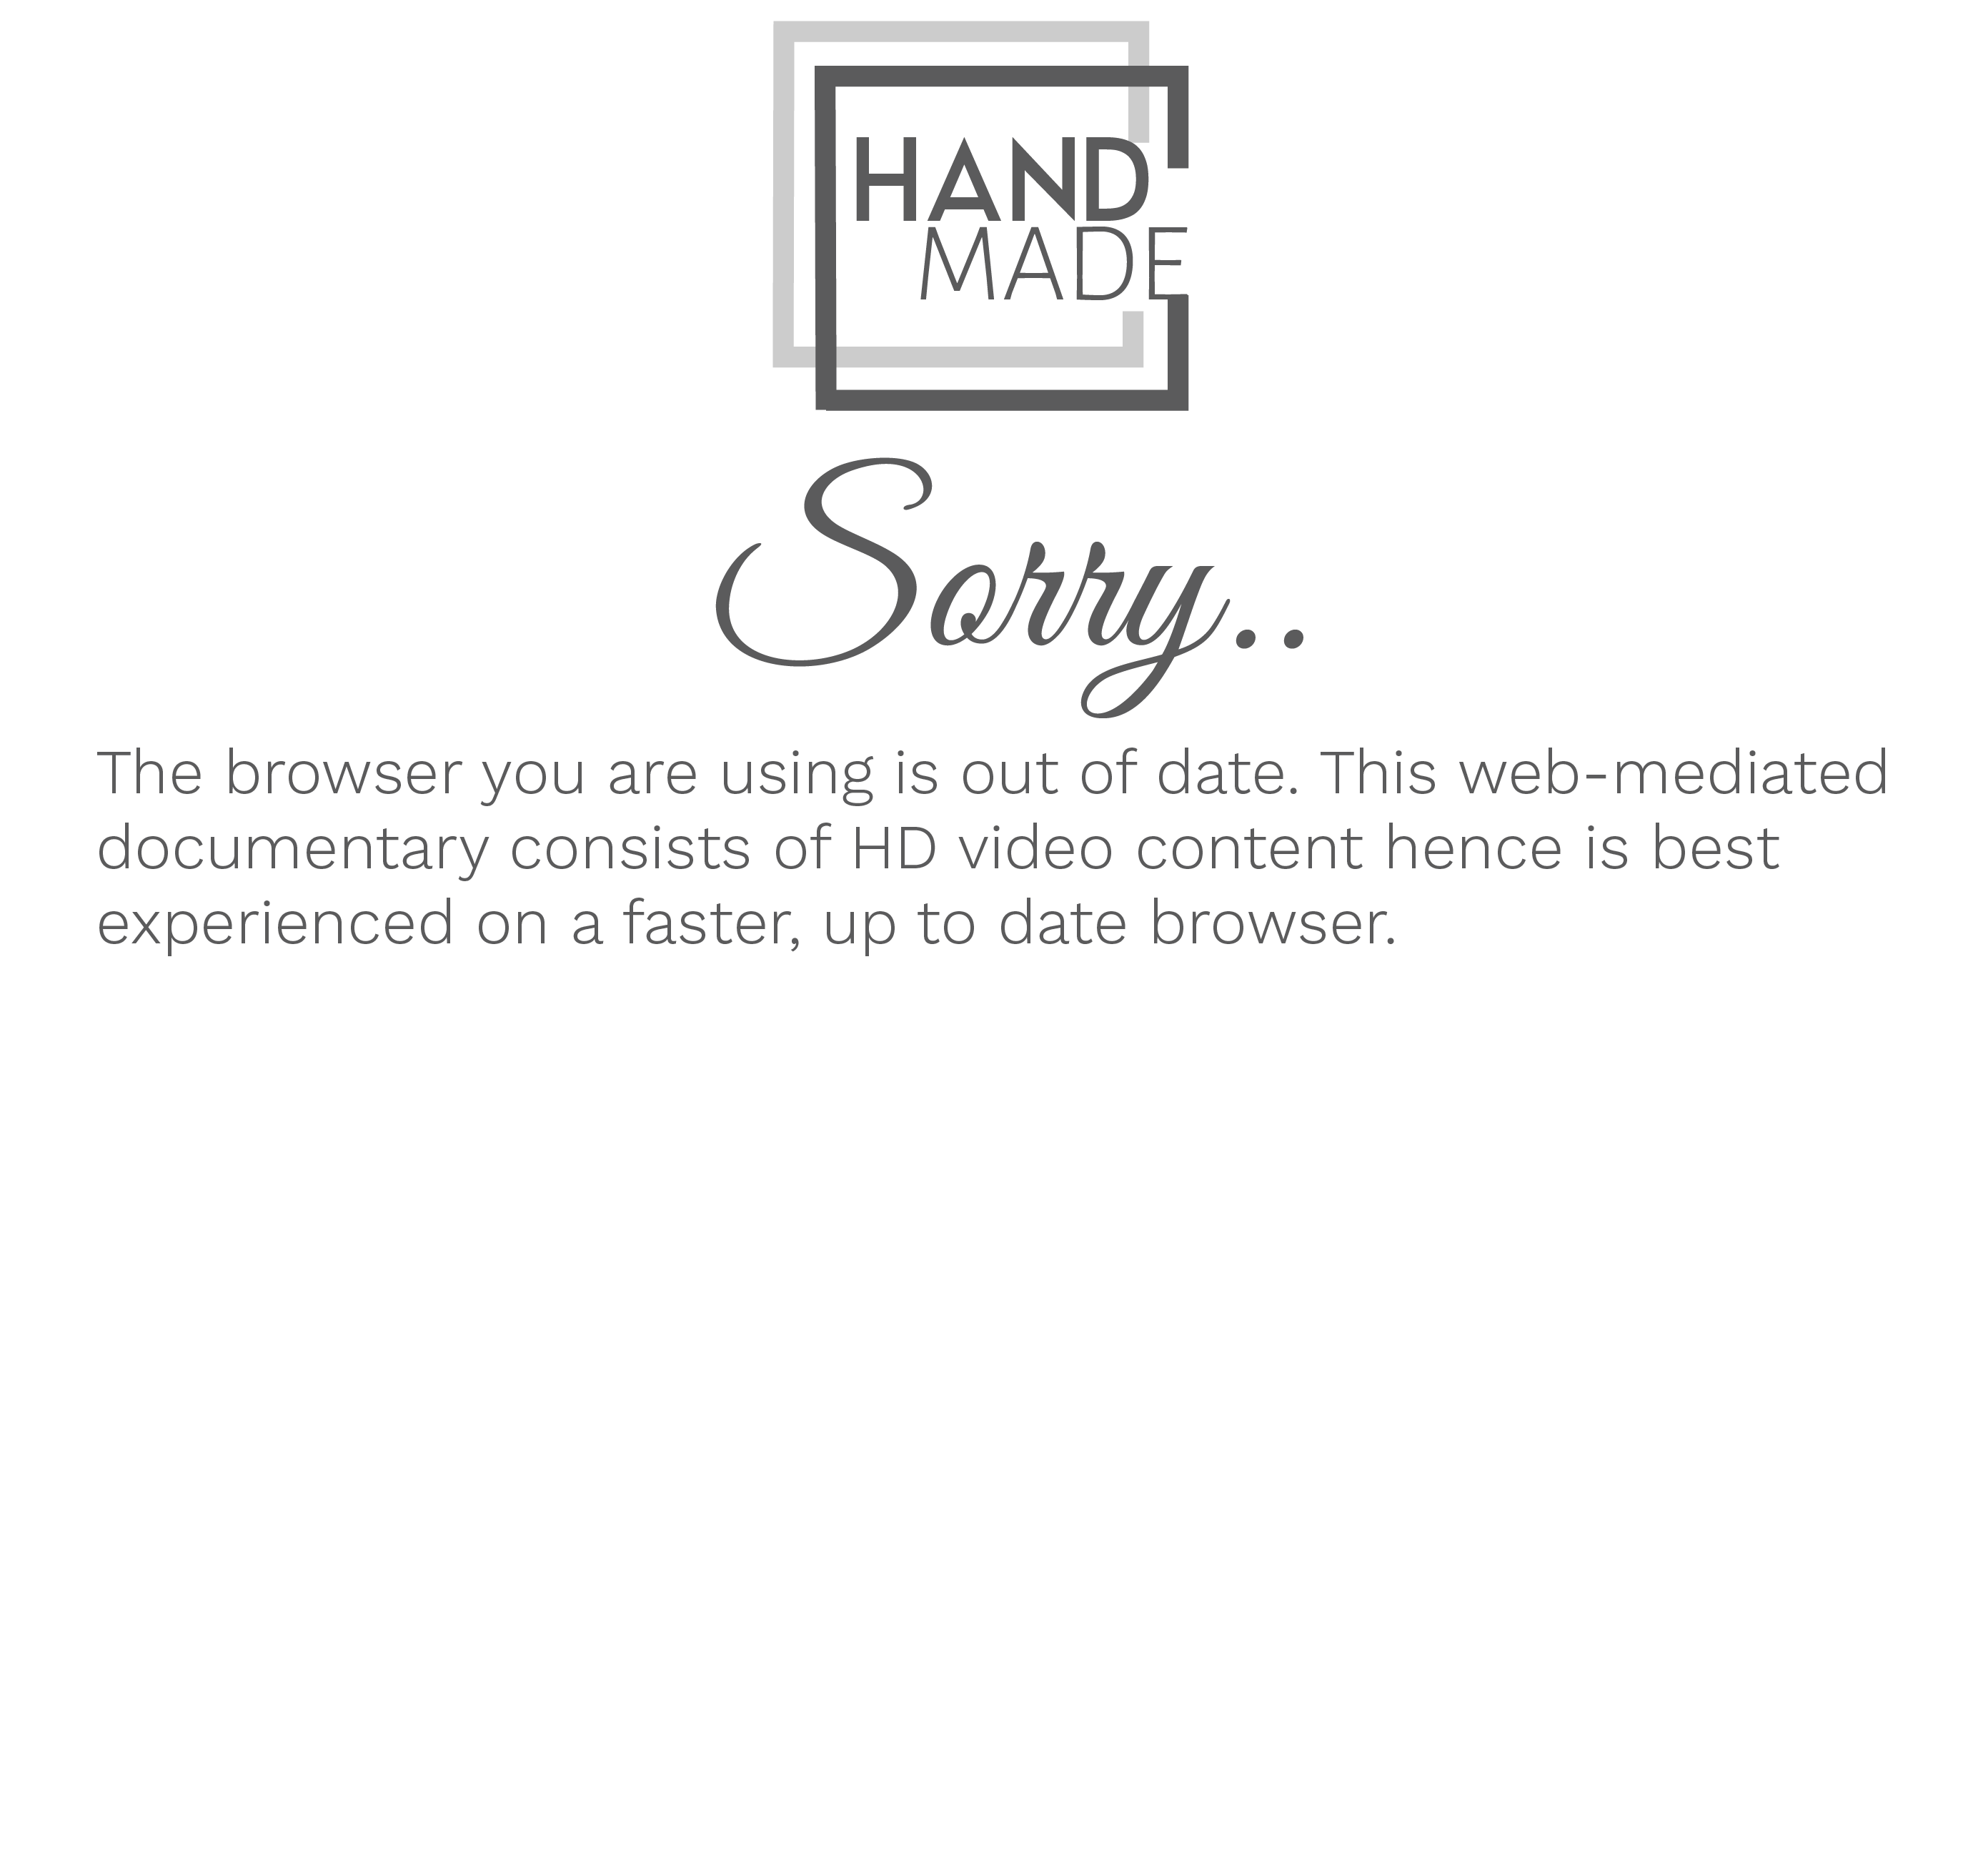 HAND
MADE
Sorry..
The browser you are using is out of date. This web-mediated
documentary consists of HD video content hence is best
experienced on a faster, up to date browser.